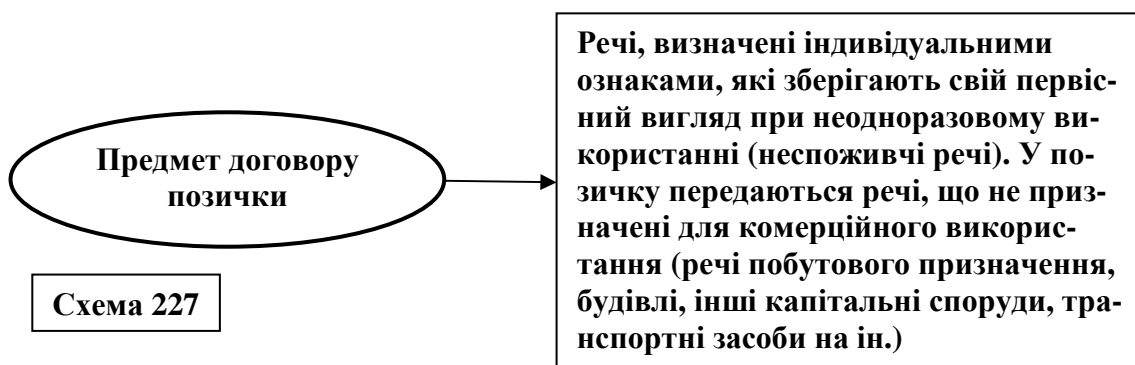 Предмет договору
позички
Схема 227
Речі, визначені індивідуальними
ознаками, які зберігають свій первіс-
ний вигляд при неодноразовому ви-
користанні (неспоживчі речі). У по-
зичку передаються речі, що не приз-
начені для комерційного викорис-
тання (речі побутового призначення,
будівлі, інші капітальні споруди, тра-
нспортні засоби на ін.)